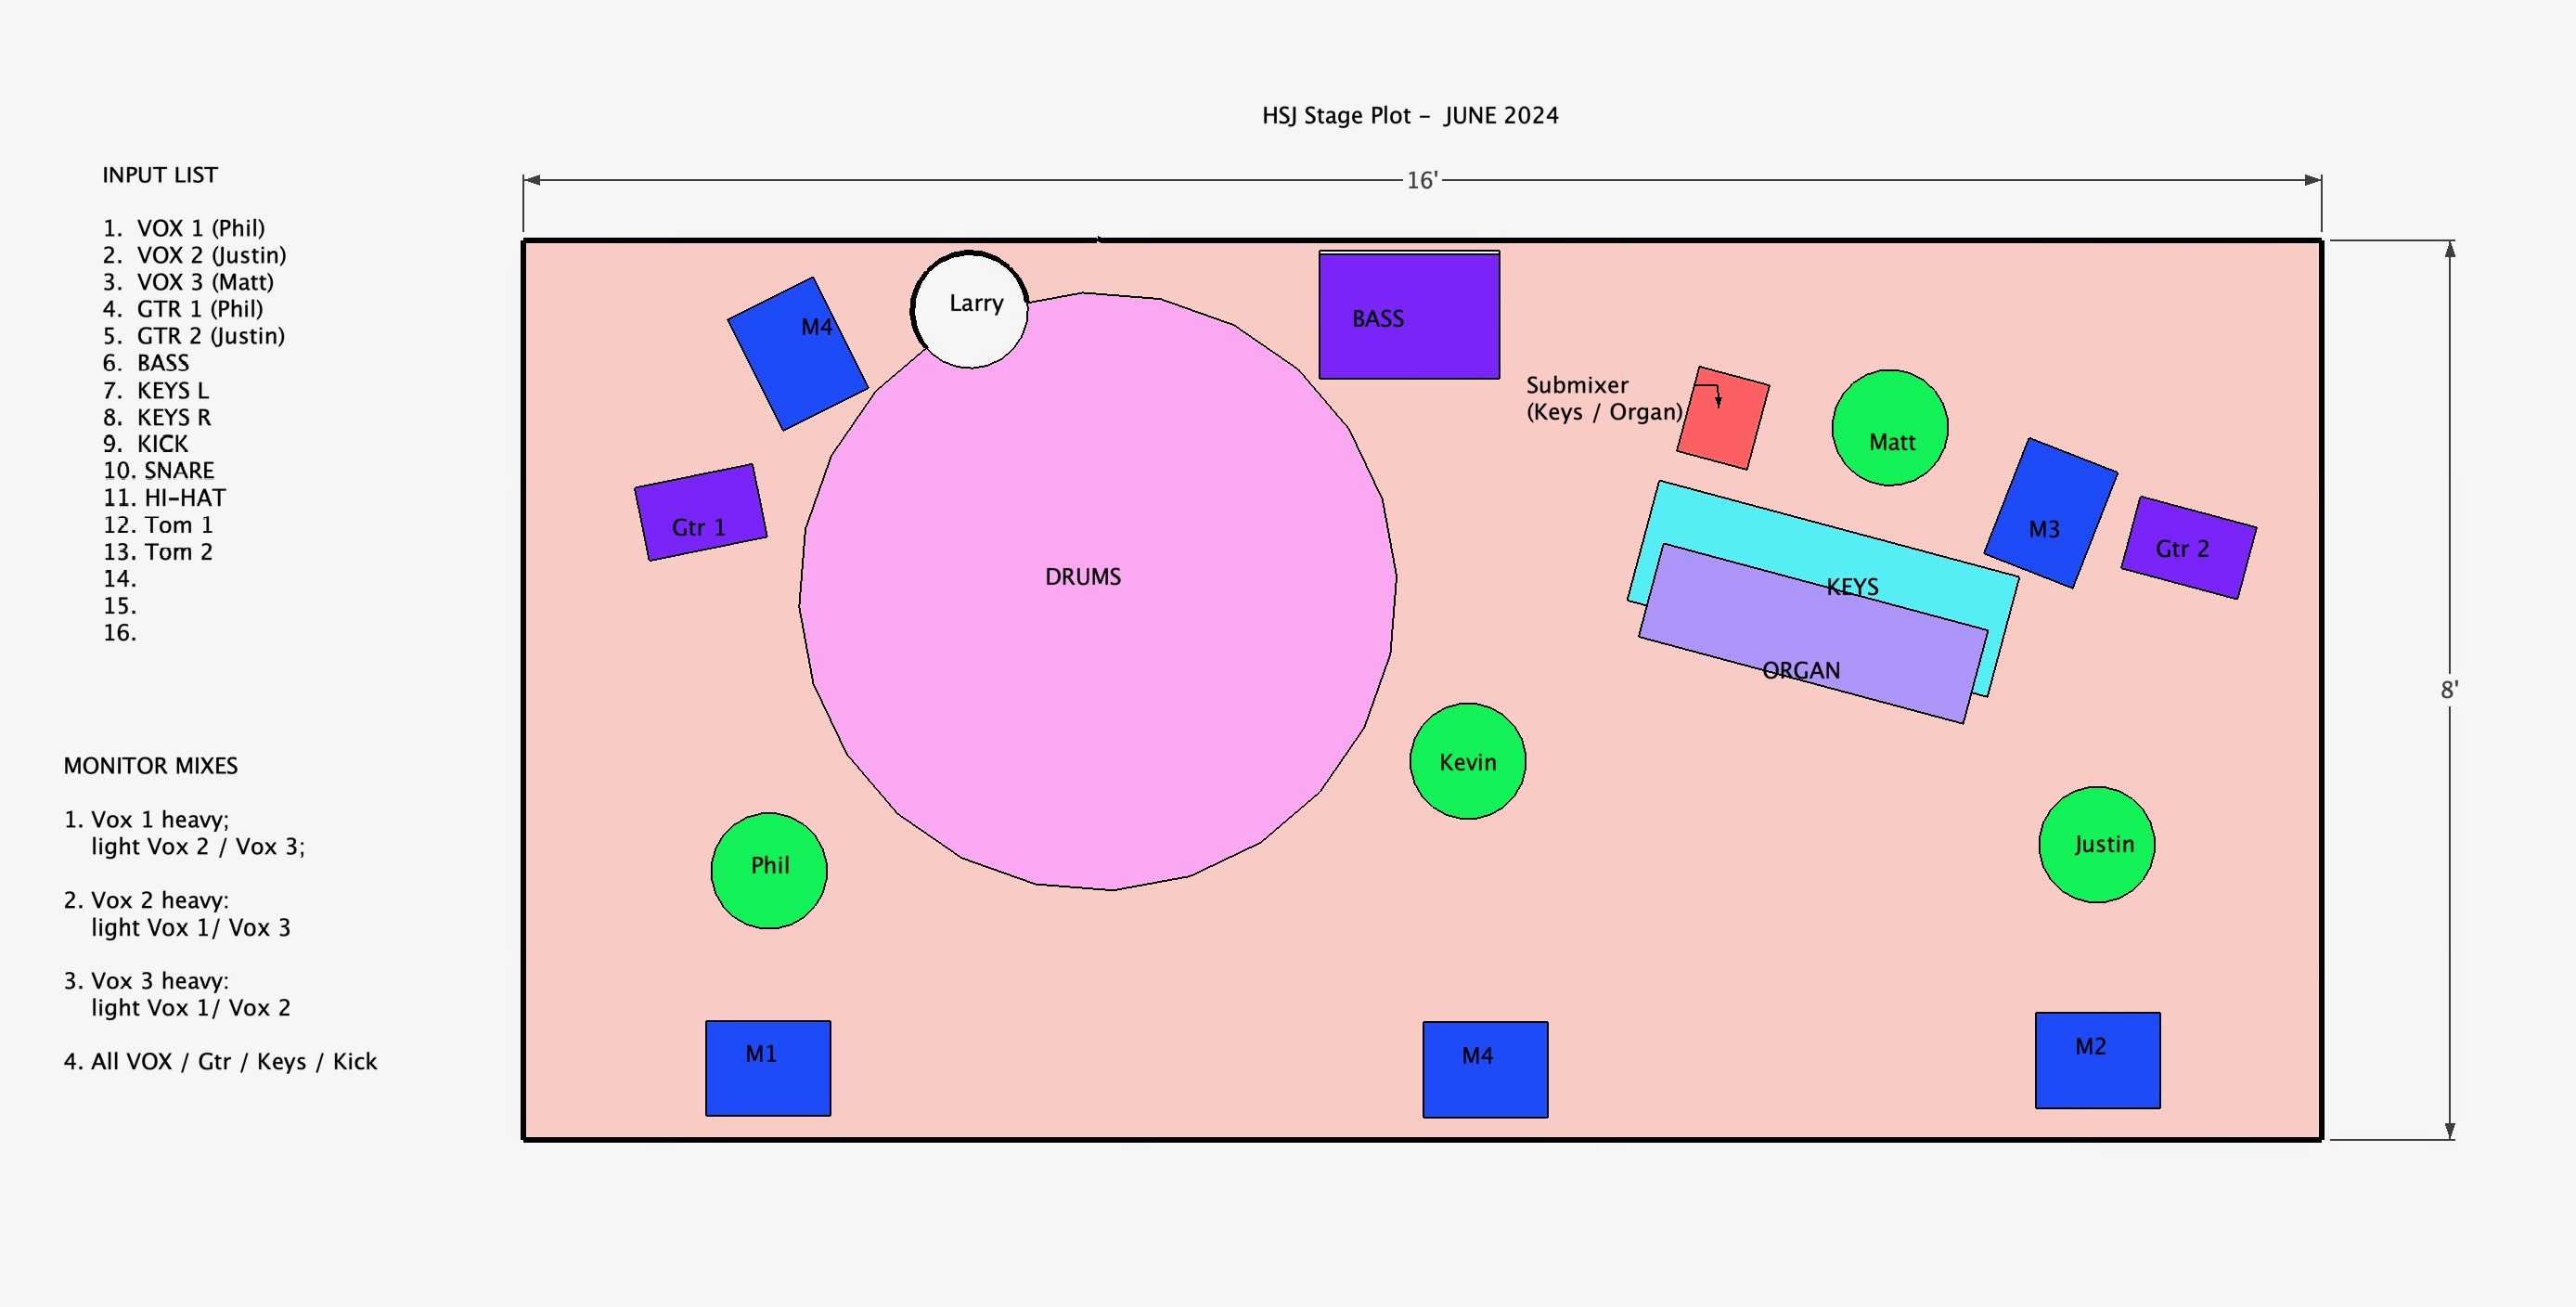 HSJ Stage Plot - JUNE 2024
INPUT LIST
1. VOX 1 (Phil)
2. VOX 2 (Justin)
3. VOX 3 (Matt)
4. GTR 1 (Phil)
5. GTR 2 (Justin)
6. BASS
7. KEYS L
8. KEYS R
9. KICK
10. SNARE
11. HI-HAT
12. Tom 1
13. Tom 2
14.
15.
16.
MONITOR MIXES
1. Vox 1 heavy;
light Vox 2 / Vox 3;
2. Vox 2 heavy:
light Vox 1/ Vox 3
3. Vox 3 heavy:
light Vox 1/ Vox 2
4. All VOX / Gtr / Keys / Kick
16'
8'
Larry
M4
BASS
Submixer
(Keys / Organ)
Matt
Gtr 1
M3
Gtr 2
DRUMS
KEYS
ORGAN
Kevin
Phil
Justin
M1
M4
M2